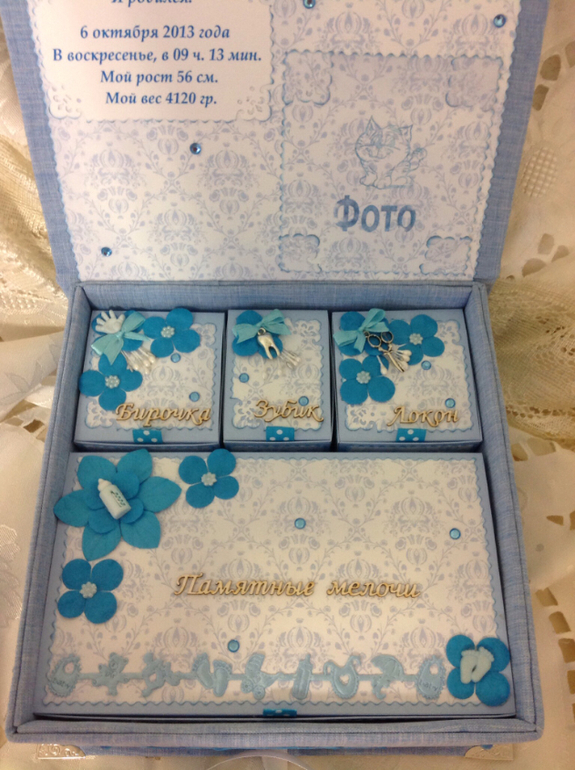 Я родился!
6 октября 2013 года
В воскресенье, в 09 ч. 13 мин.
Мой рост 56 см.
Мой вес 4120 гр.
Фото
Бирочка
Зубик
Локон
Памятные мелочи